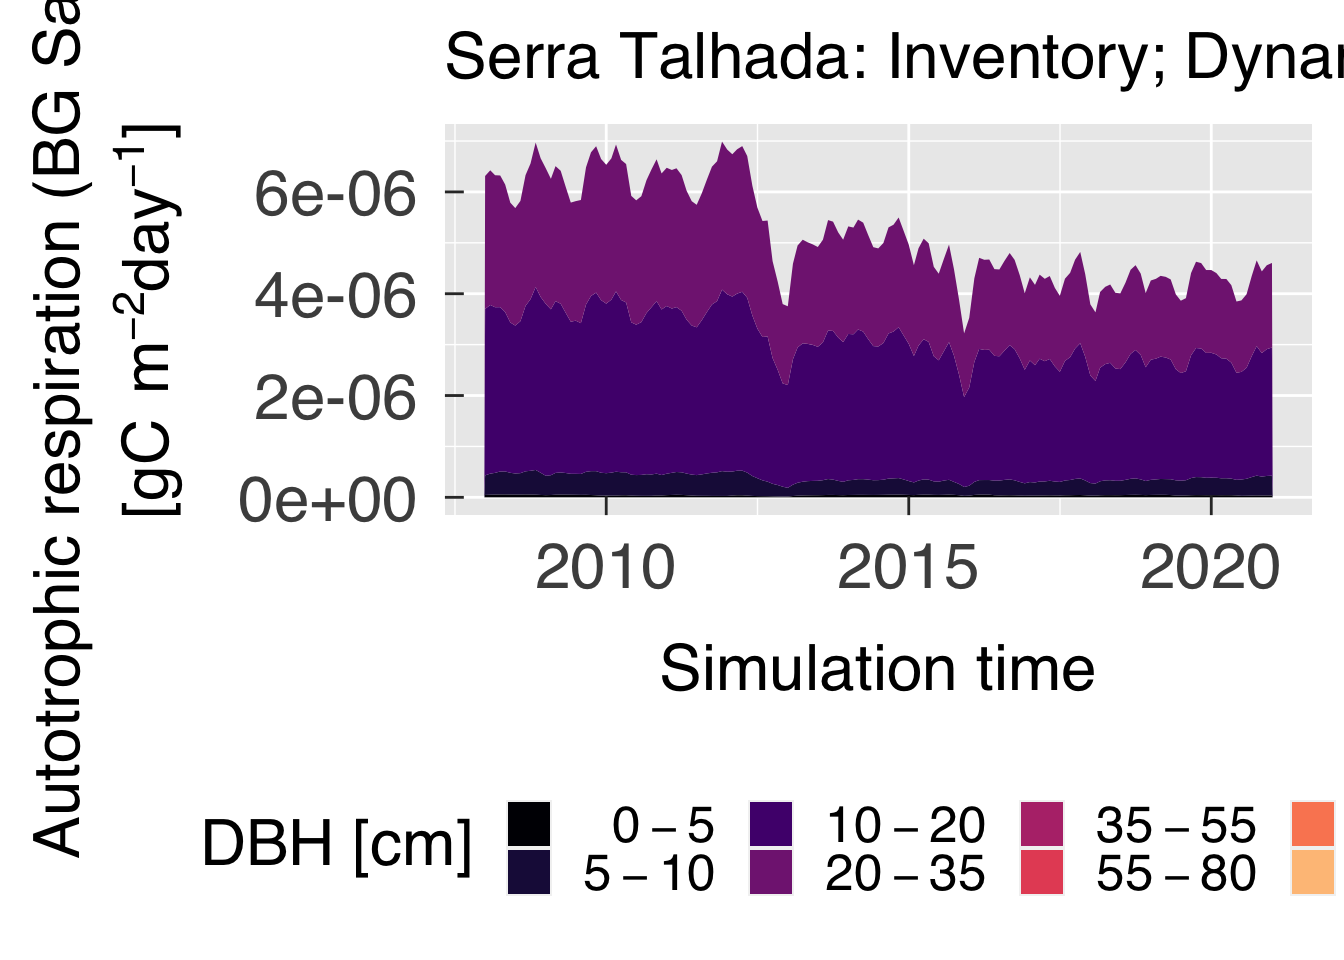 Serra Talhada: Inventory; Dynar
Autotrophic respiration (BG Sa
[gC m⁻²day⁻¹]
6e-06
4e-06
2e-06
0e+00
2010 2015 2020
Simulation time
DBH [cm]
0 – 5 10 – 20 35 – 55
5 – 10 20 – 35 55 – 80